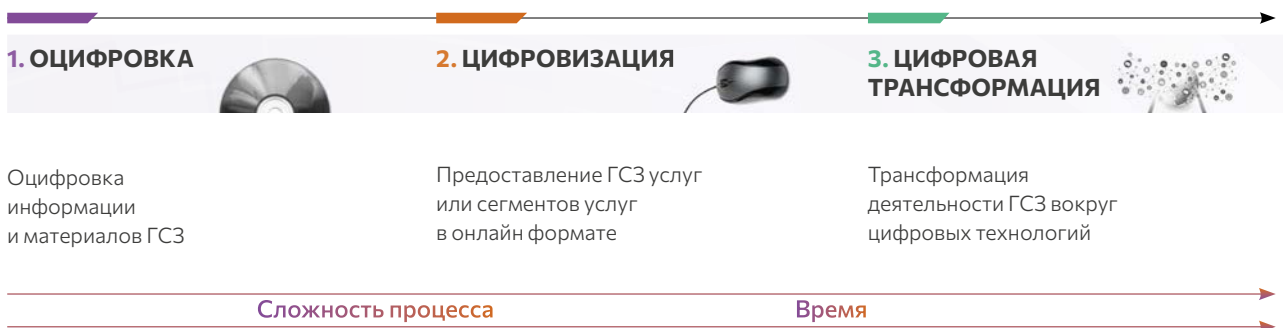 1. ОЦИФРОВКА
2. ЦИФРОВИЗАЦИЯ
3. ЦИФРОВАЯ
ТРАНСФОРМАЦИЯ
Оцифровка
информации
и материалов ГСЗ
Предоставление ГСЗ услуг
или сегментов услуг
в онлайн формате
Трансформация
деятельности ГСЗ вокруг
цифровых технологий
Сложность процесса
Время